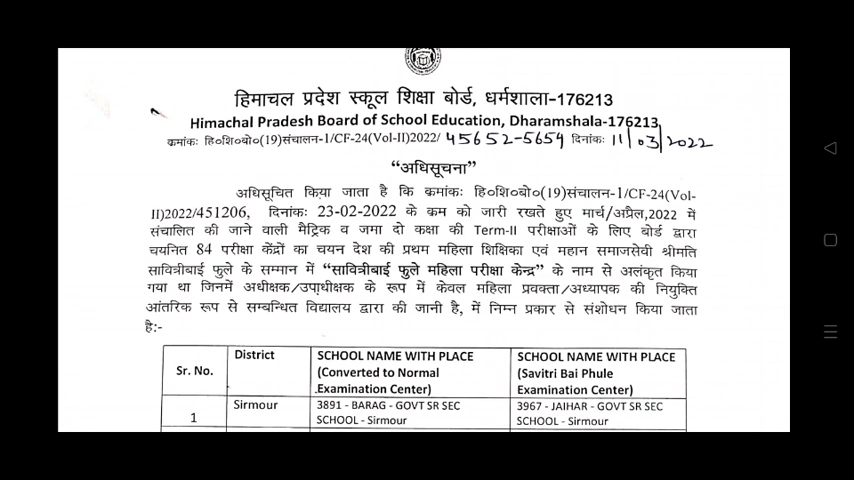 हिमाचल प्रदेश स्कूल शिक्षा बोर्ड, धर्मशाला-176213
Himachal Pradesh Board of School Education, Dharamshala-176213
क्रमांकः हि०शि०बो०(19)संचालन-1/CF-24(Vol-II)2022/ 45652-5654 दिनांकः 11/03/2022
“अधिसूचना”
अधिसूचित किया जाता है कि क्रमांकः हि०शि०बो०(19)संचालन-1/CF-24(Vol-
II)2022/451206, दिनांकः 23-02-2022 के क्रम को जारी रखते हुए मार्च/अप्रैल,2022 में
संचालित की जाने वाली मैट्रिक व जमा दो कक्षा की Term-II परीक्षाओं के लिए बोर्ड द्वारा
चयनित 84 परीक्षा केंद्रों का चयन देश की प्रथम महिला शिक्षिका एवं महान समाजसेवी श्रीमति
सावित्रीबाई फुले के सम्मान में “सावित्रीबाई फुले महिला परीक्षा केन्द्र” के नाम से अलंकृत किया
गया था जिनमें अधीक्षक/उपाधीक्षक के रूप में केवल महिला प्रवक्ता/अध्यापक की नियुक्ति
आंतरिक रूप से सम्बन्धित विद्यालय द्वारा की जानी है, में निम्न प्रकार से संशोधन किया जाता
है:-
Sr. No. District SCHOOL NAME WITH PLACE SCHOOL NAME WITH PLACE
(Converted to Normal (Savitri Bai Phule
.Examination Center) Examination Center)
1 Sirmour 3891 - BARAG - GOVT SR SEC 3967 - JAIHAR - GOVT SR SEC
SCHOOL - Sirmour SCHOOL - Sirmour